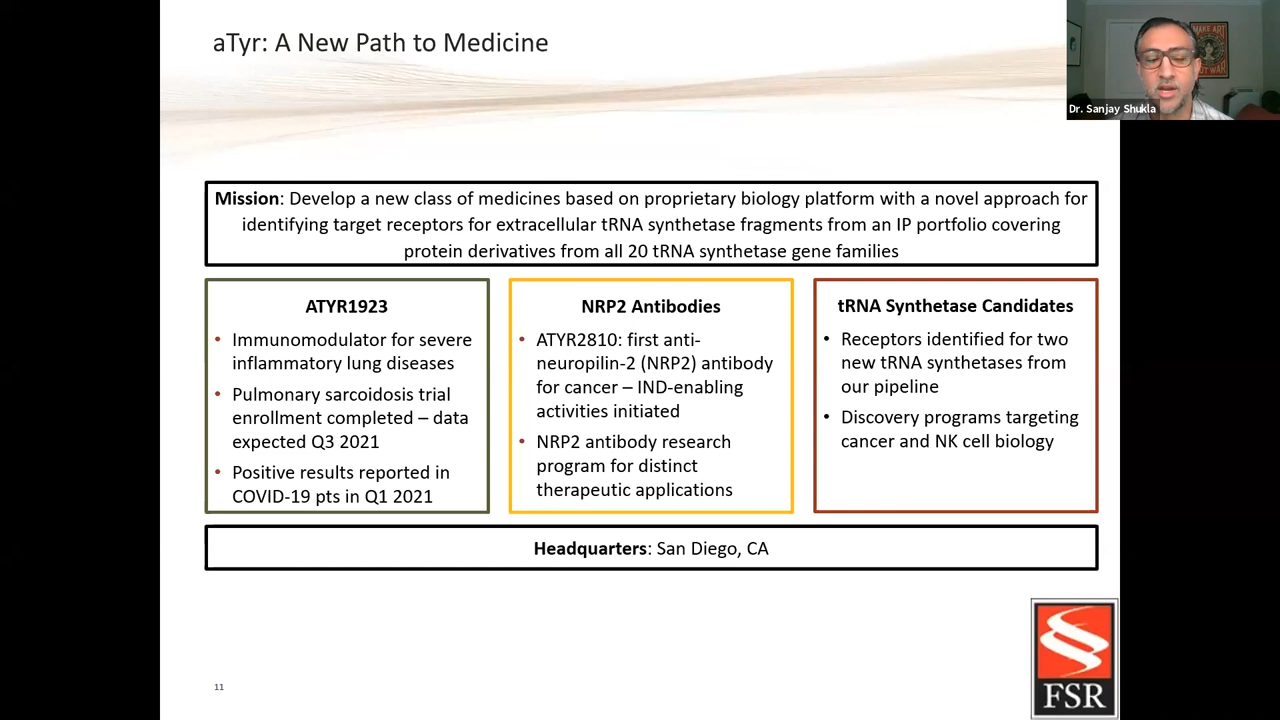 aTyr: A New Path to Medicine
MAKE ART
NOT WAR
Dr. Sanjay Shukla
Mission: Develop a new class of medicines based on proprietary biology platform with a novel approach for
identifying target receptors for extracellular tRNA synthetase fragments from an IP portfolio covering
protein derivatives from all 20 tRNA synthetase gene families
ATYR1923
• Immunomodulator for severe
inflammatory lung diseases
• Pulmonary sarcoidosis trial
enrollment completed – data
expected Q3 2021
• Positive results reported in
COVID-19 pts in Q1 2021
NRP2 Antibodies
• ATYR2810: first anti-
neuropilin-2 (NRP2) antibody
for cancer – IND-enabling
activities initiated
• NRP2 antibody research
program for distinct
therapeutic applications
tRNA Synthetase Candidates
• Receptors identified for two
new tRNA synthetases from
our pipeline
• Discovery programs targeting
cancer and NK cell biology
Headquarters: San Diego, CA
11
FSR